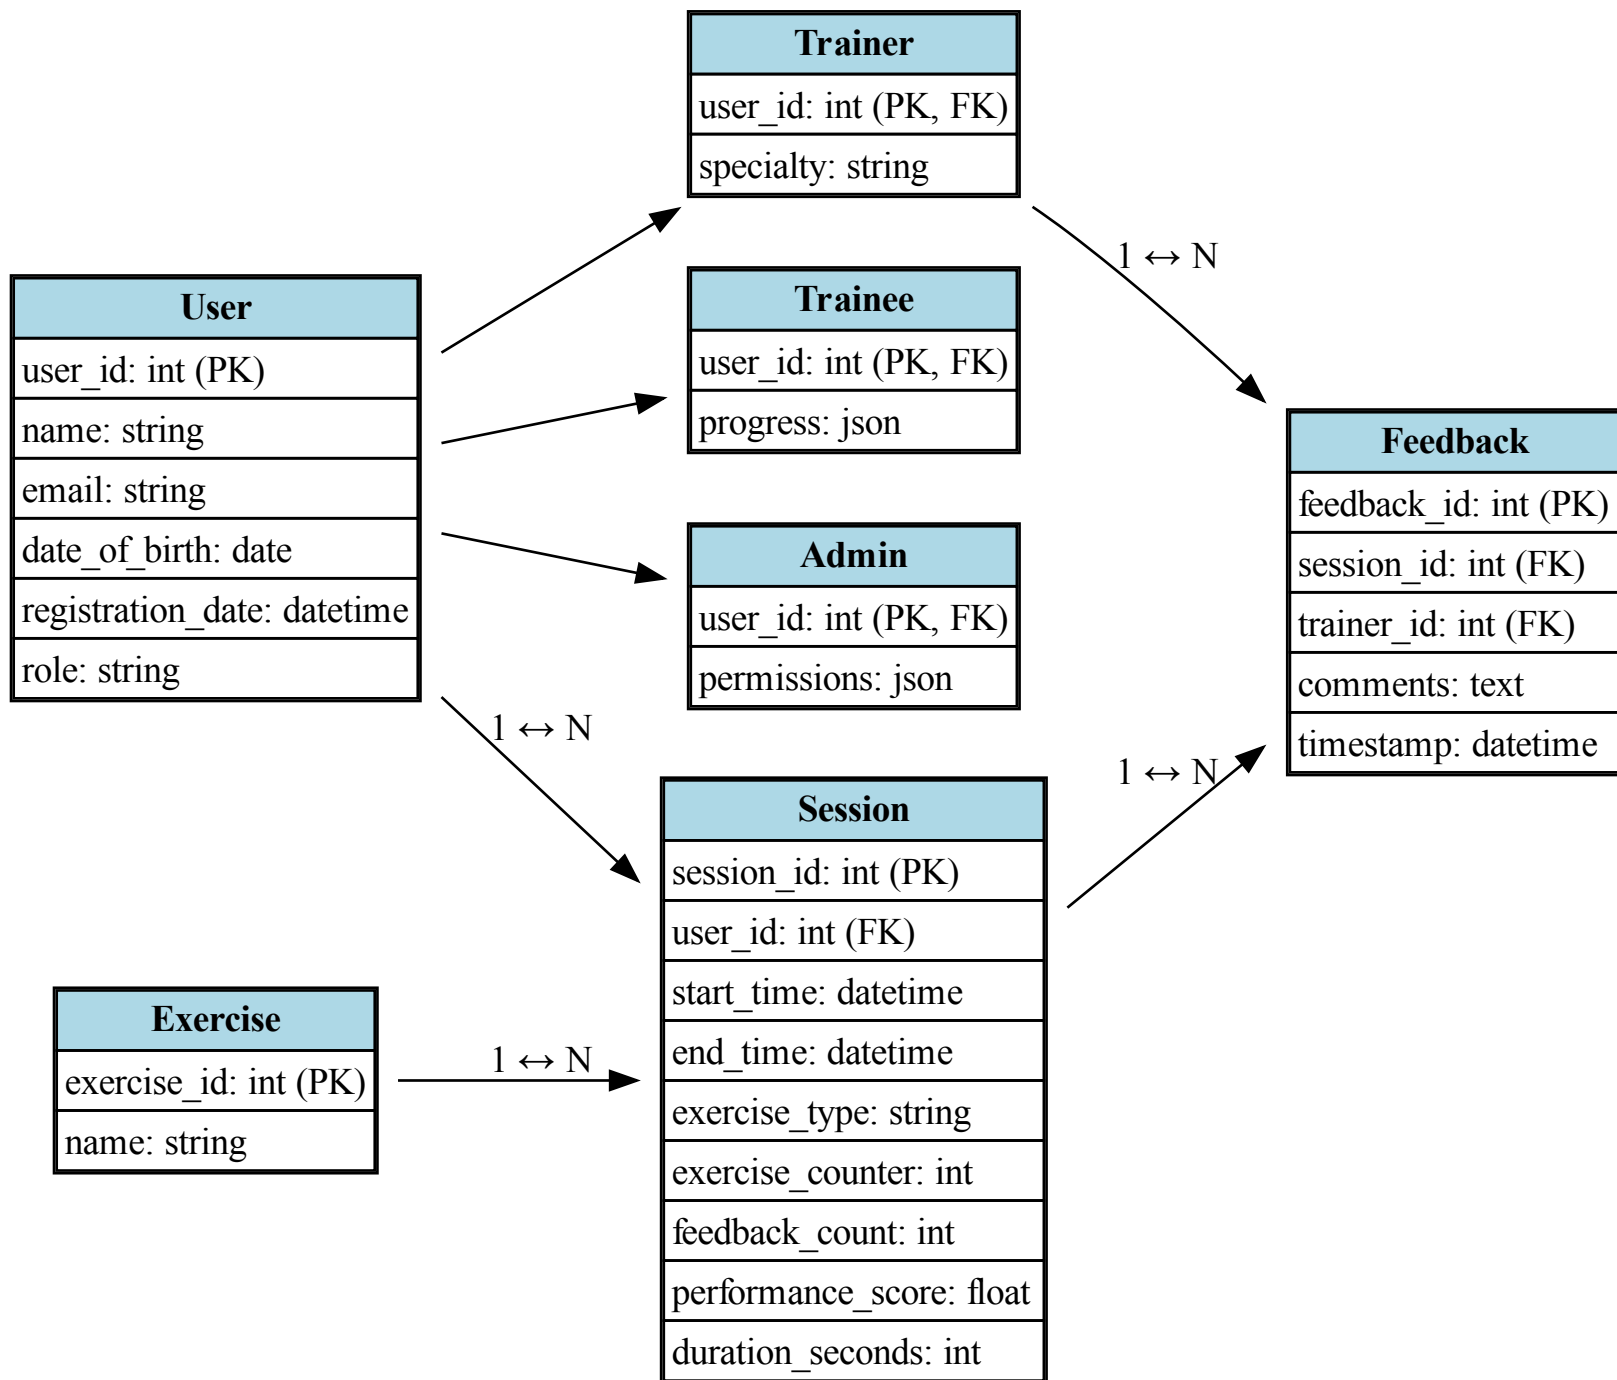 Trainer
user_id: int (PK, FK)
specialty: string
1 ↔ N
User
user_id: int (PK)
name: string
email: string
date_of_birth: date
registration_date: datetime
role: string
Trainee
user_id: int (PK, FK)
progress: json
Admin
user_id: int (PK, FK)
permissions: json
Feedback
feedback_id: int (PK)
session_id: int (FK)
trainer_id: int (FK)
comments: text
timestamp: datetime
1 ↔ N
1 ↔ N
Session
session_id: int (PK)
user_id: int (FK)
start_time: datetime
end_time: datetime
exercise_type: string
exercise_counter: int
feedback_count: int
performance_score: float
duration_seconds: int
Exercise
exercise_id: int (PK)
name: string
1 ↔ N